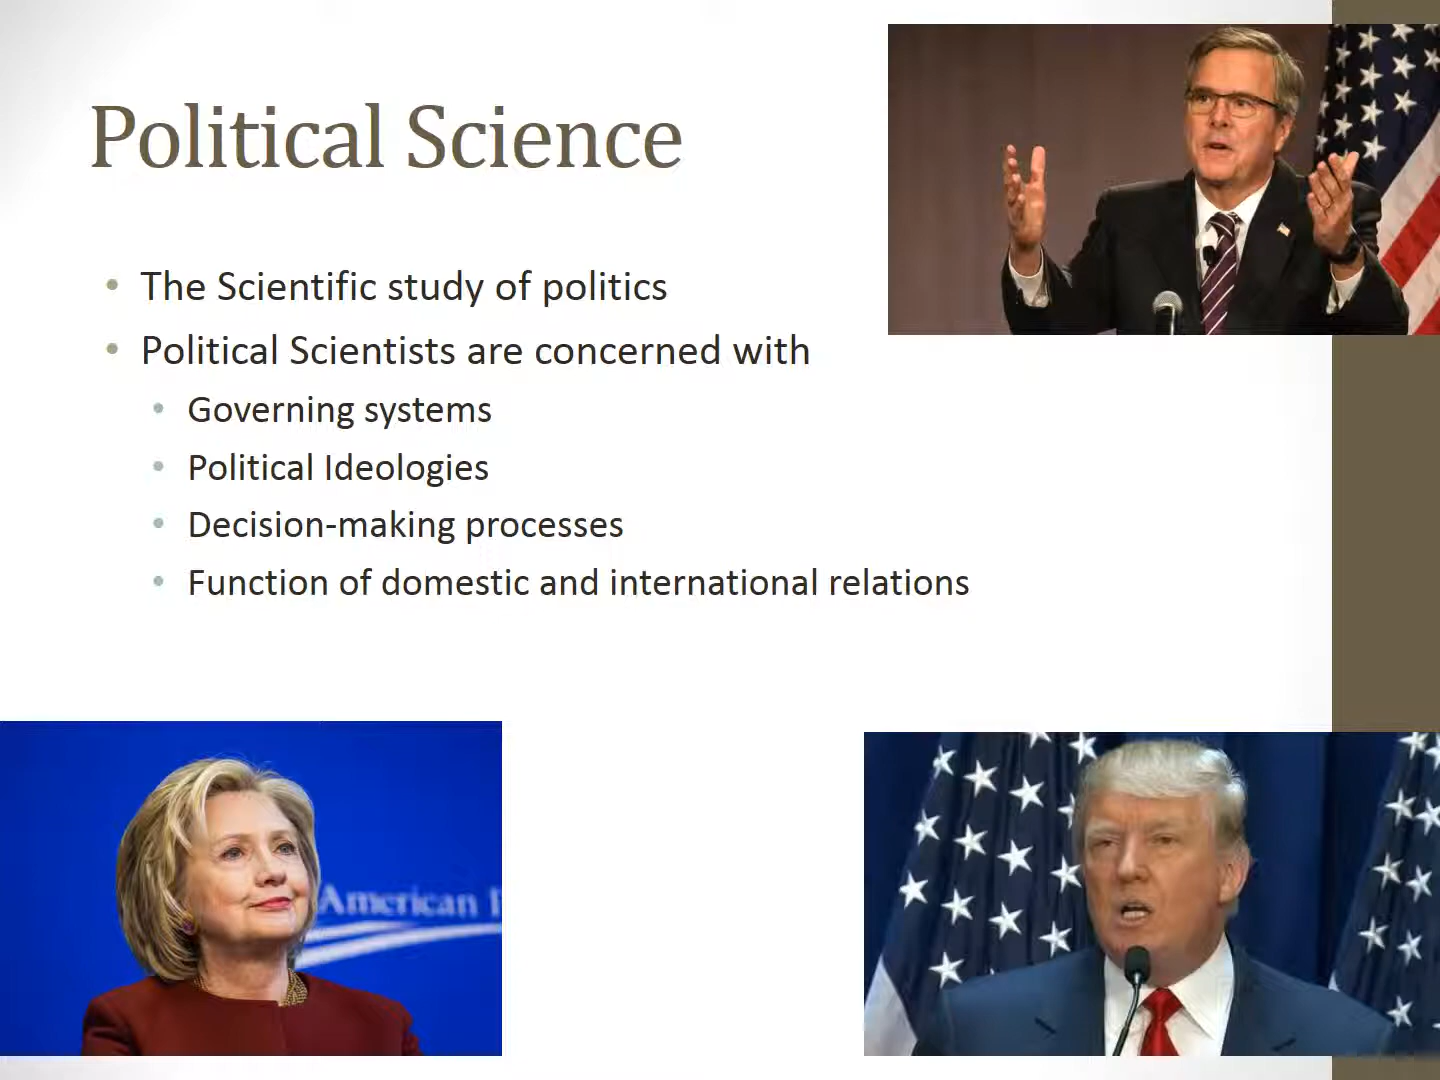 Political Science
The Scientific study of politics
Political Scientists are concerned with
Governing systems
Political Ideologies
Decision-making processes
Function of domestic and international relations
American